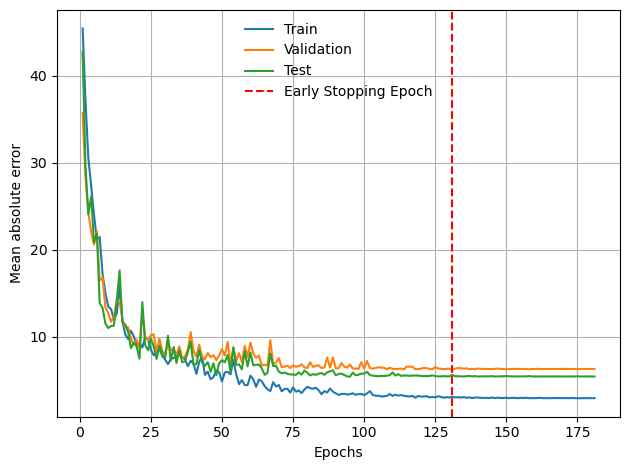 Train
Validation
Test
Early Stopping Epoch
Mean absolute error
40
30
20
10
0
25
50
75
100
125
150
175
Epochs